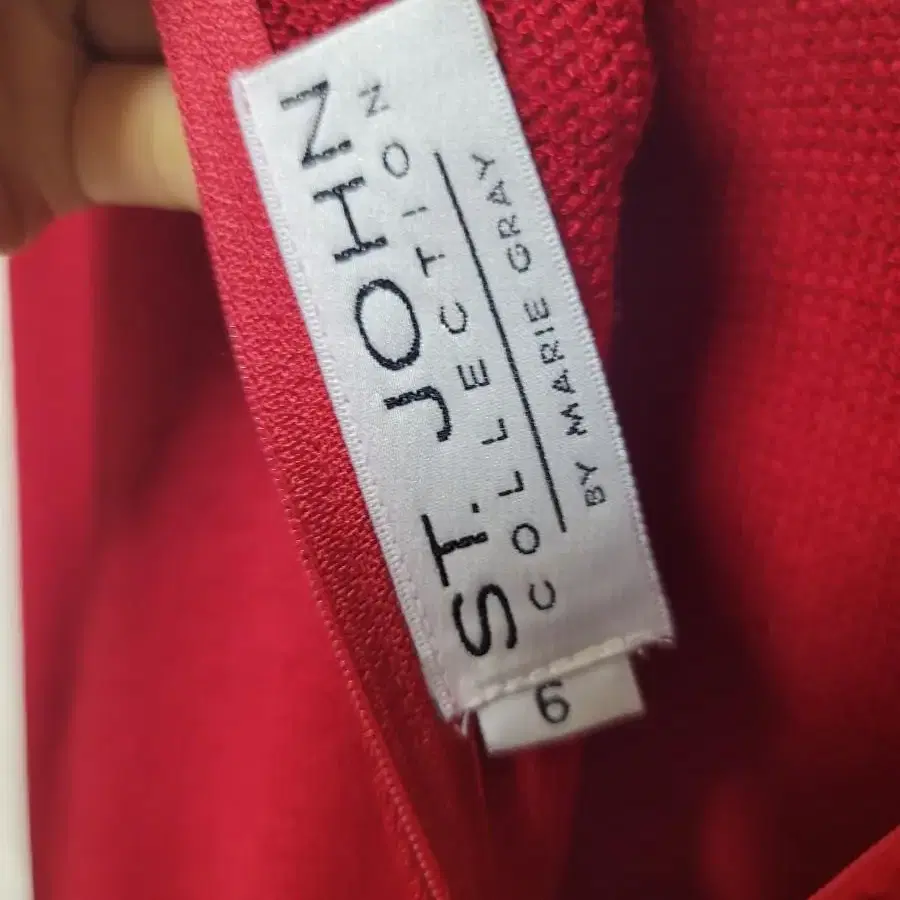 ST. JOHN
COLLECTION
BY MARIE GRAY
6